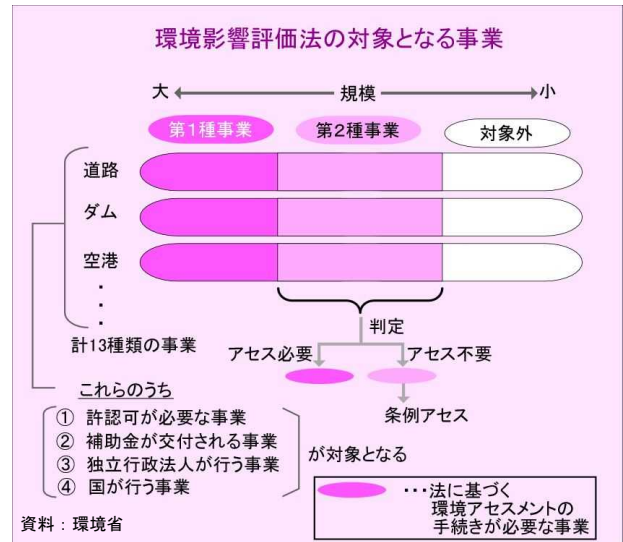 環境影響評価法の対象となる事業
大 規模 小
第1種事業 第2種事業 対象外
道路
ダム
空港
・
・
・
計13種類の事業
判定
アセス必要 アセス不要
条例アセス
これらのうち
① 許認可が必要な事業
② 補助金が交付される事業
③ 独立行政法人が行う事業
④ 国が行う事業
が対象となる
・・・法に基づく
環境アセスメントの
手続きが必要な事業
資料：環境省